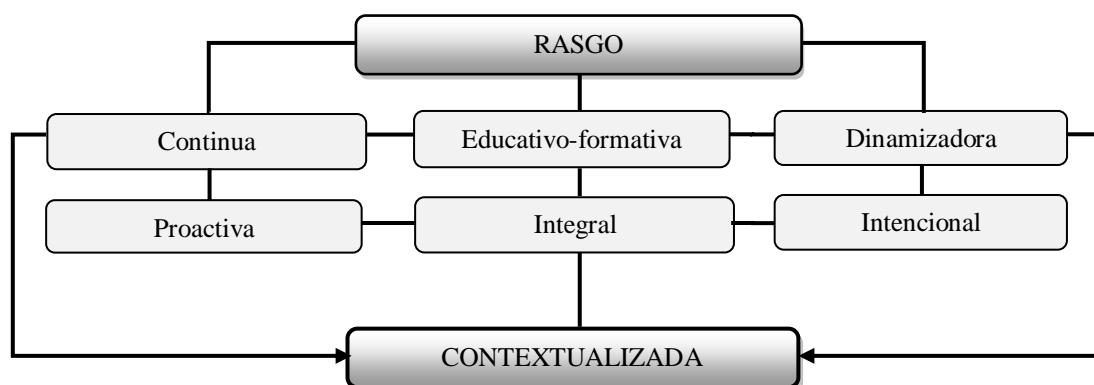 RASGO
Continua
Educativo-formativa
Dinamizadora
Proactiva
Integral
Intencional
CONTEXTUALIZADA